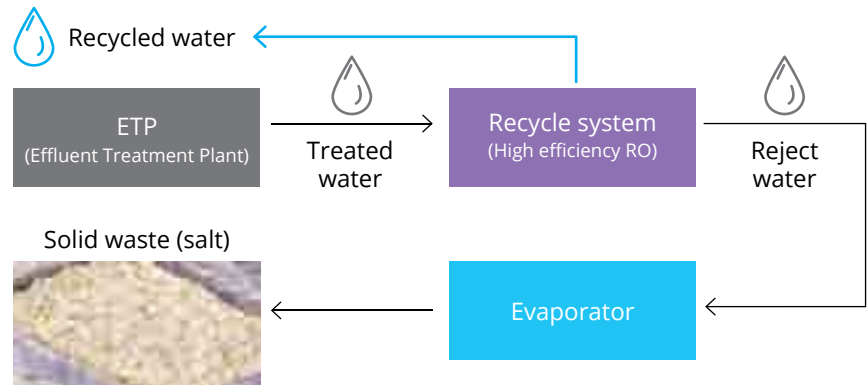 Recycled water
ETP
(Effluent Treatment Plant)
Treated
water
Recycle system
(High efficiency RO)
Reject
water
Solid waste (salt)
Evaporator